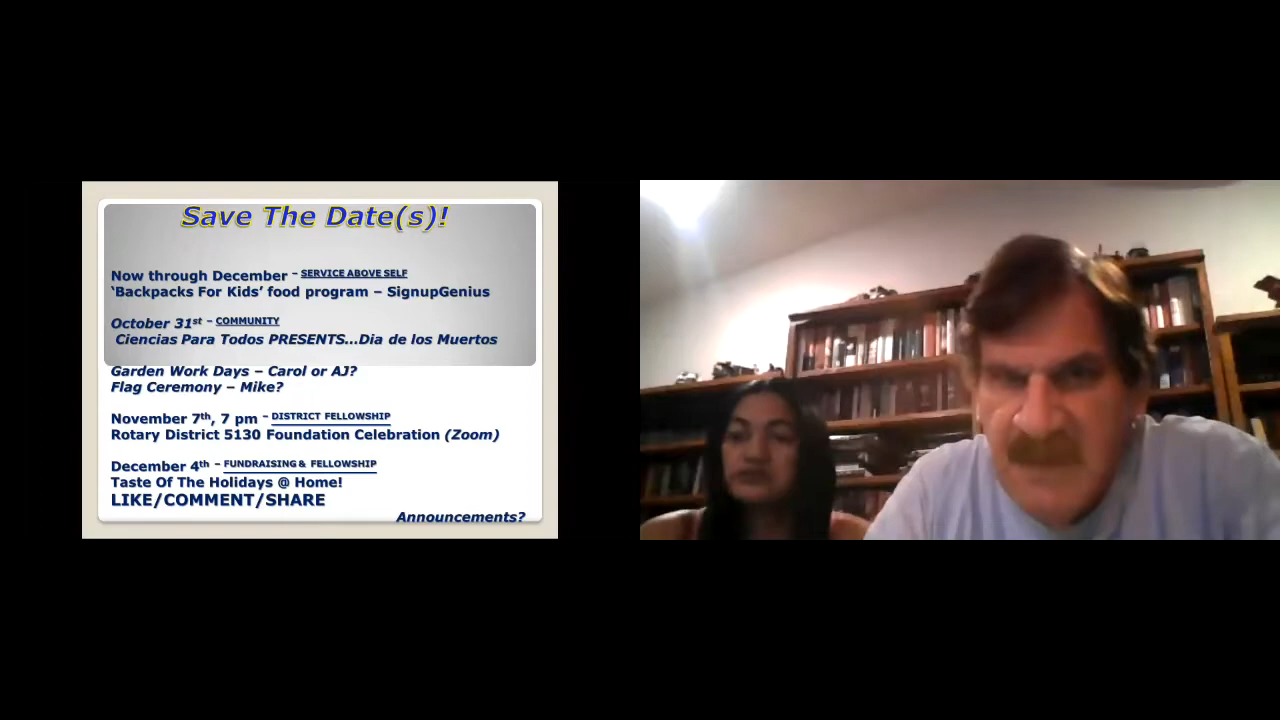 Save The Date(s)!
Now through December – SERVICE ABOVE SELF
‘Backpacks For Kids’ food program – SignupGenius
October 31st – COMMUNITY
Ciencias Para Todos PRESENTS...Dia de los Muertos
Garden Work Days – Carol or AJ?
Flag Ceremony – Mike?
November 7th, 7 pm – DISTRICT FELLOWSHIP
Rotary District 5130 Foundation Celebration (Zoom)
December 4th – FUNDRAISING & FELLOWSHIP
Taste Of The Holidays @ Home!
LIKE/COMMENT/SHARE
Announcements?